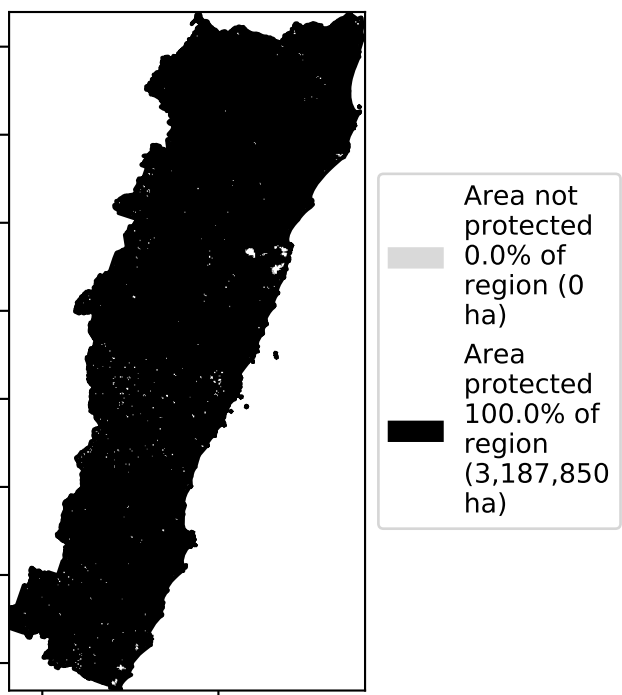 Area not
protected
0.0% of
region (0
ha)
Area
protected
100.0% of
region
(3,187,850
ha)